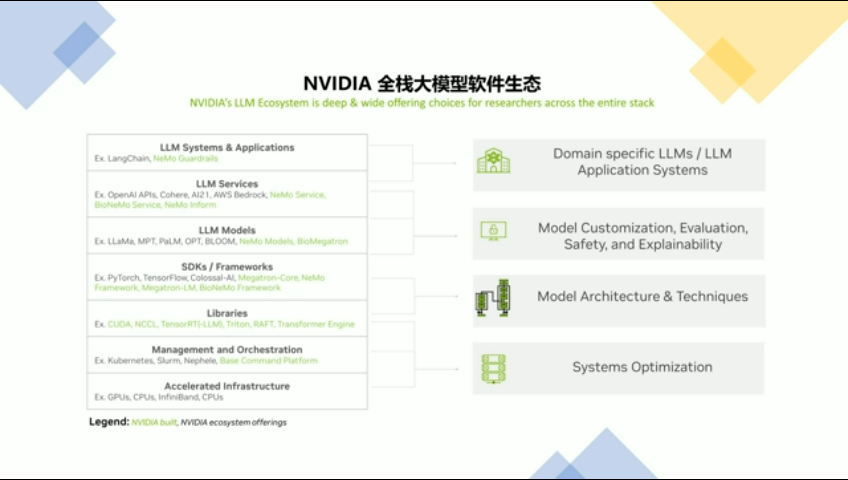 NVIDIA 全栈大模型软件生态
NVIDIA's LLM Ecosystem is deep & wide offering choices for researchers across the entire stack
LLM Systems & Applications
Ex. LangChain, NeMo Guardrails
LLM Services
Ex. OpenAI APIs, Cohere, AI21, AWS Bedrock, NeMo Service,
BioNeMo Service, NeMo Inform
LLM Models
Ex. LLaMa, MPT, PaLM, OPT, BLOOM, NeMo Models, BioMegatron
SDKs / Frameworks
Ex. PyTorch, TensorFlow, Colossal-AI, Megatron-Core, NeMo
Framework, Megatron-LM, BioNeMo Framework
Libraries
Ex. CUDA, NCCL, TensorRT(-LLM), Triton, RAFT, Transformer Engine
Management and Orchestration
Ex. Kubernetes, Slurm, Nephele, Base Command Platform
Accelerated Infrastructure
Ex. GPUs, CPUs, InfiniBand, CPUs
Legend: NVIDIA built, NVIDIA ecosystem offerings
Domain specific LLMs / LLM
Application Systems
Model Customization, Evaluation,
Safety, and Explainability
Model Architecture & Techniques
Systems Optimization